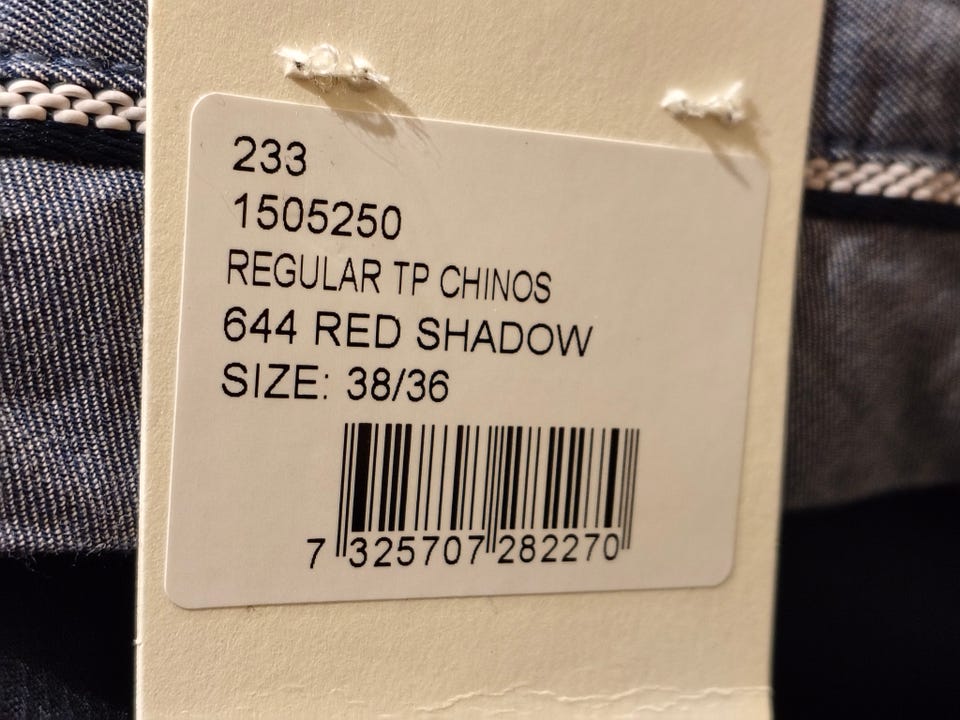 233
1505250
REGULAR TP CHINOS
644 RED SHADOW
SIZE: 38/36
7 325707 282270